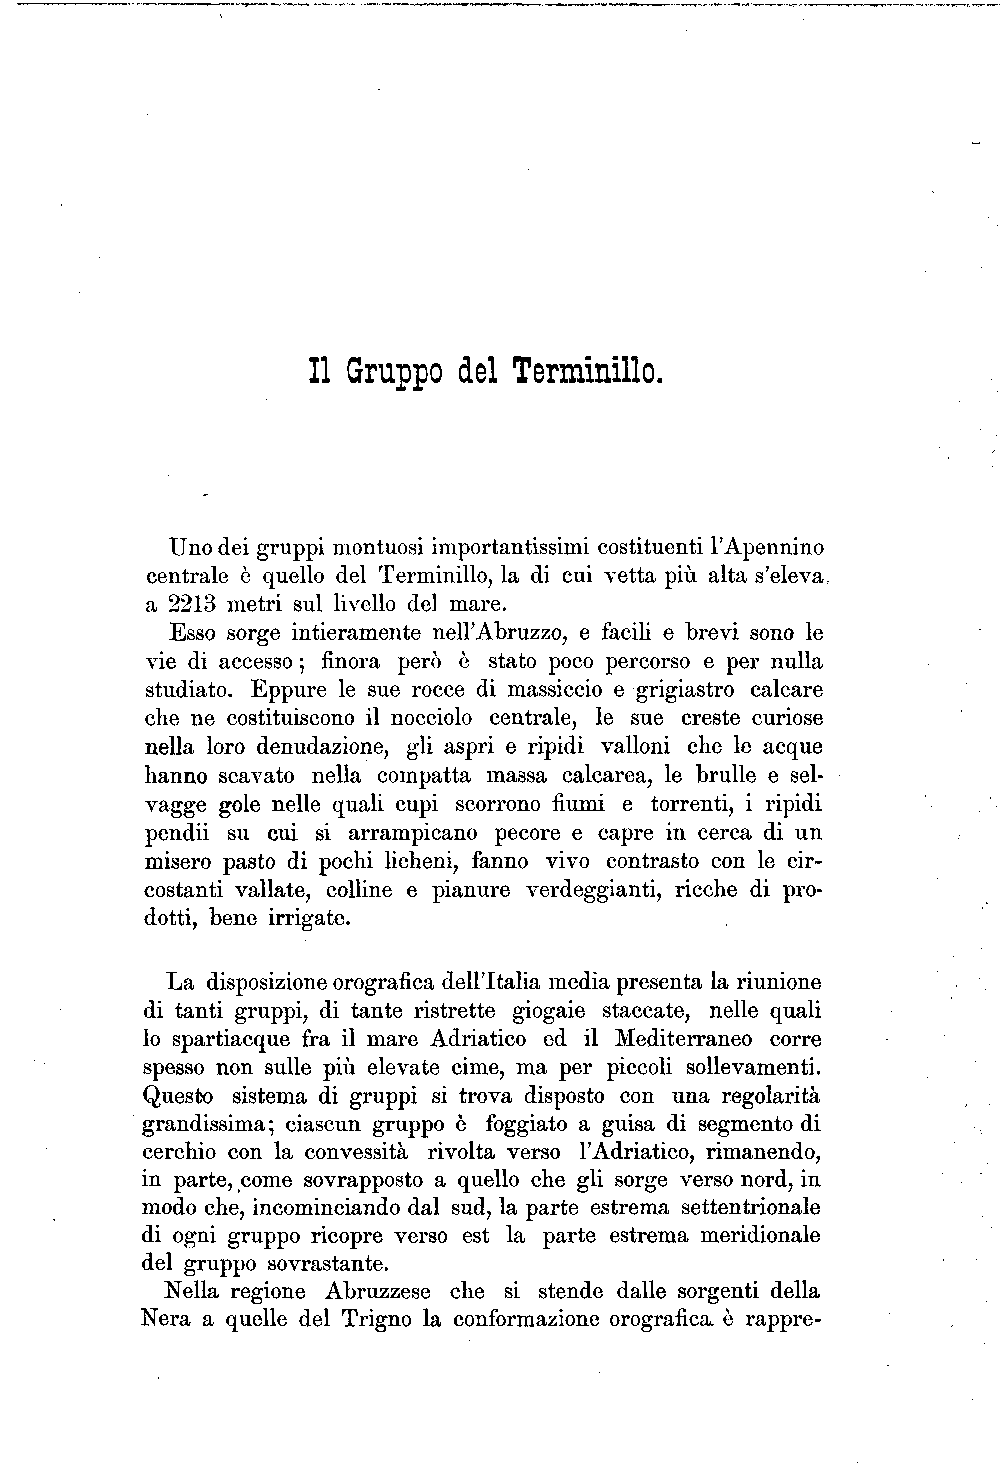 Il Gruppo del Terminillo.
Uno dei gruppi montuosi importantissimi costituenti l'Apennino
centrale è quello del Terminillo, la di cui vetta più alta s'eleva
a 2213 metri sul livello del mare.
Esso sorge intieramente nell'Abruzzo, e facili e brevi sono le
vie di accesso; finora però è stato poco percorso e per nulla
studiato. Eppure le sue rocce di massiccio e grigiastro calcare
che ne costituiscono il nocciolo centrale, le sue creste curiose
nella loro denudazione, gli aspri e ripidi valloni che le acque
hanno scavato nella compatta massa calcarea, le brulle e sel-
vagge gole nelle quali cupi scorrono fiumi e torrenti, i ripidi
pendii su cui si arrampicano pecore e capre in cerca di un
misero pasto di pochi licheni, fanno vivo contrasto con le cir-
costanti vallate, colline e pianure verdeggianti, ricche di pro-
dotti, bene irrigate.
La disposizione orografica dell'Italia media presenta la riunione
di tanti gruppi, di tante ristrette giogaie staccate, nelle quali
lo spartiacque fra il mare Adriatico ed il Mediterraneo corre
spesso non sulle più elevate cime, ma per piccoli sollevamenti.
Questo sistema di gruppi si trova disposto con una regolarità
grandissima; ciascun gruppo è foggiato a guisa di segmento di
cerchio con la convessità rivolta verso l'Adriatico, rimanendo,
in parte, come sovrapposto a quello che gli sorge verso nord, in
modo che, incominciando dal sud, la parte estrema settentrionale
di ogni gruppo ricopre verso est la parte estrema meridionale
del gruppo sovrastante.
Nella regione Abruzzese che si stende dalle sorgenti della
Nera a quelle del Trigno la conformazione orografica è rappre-